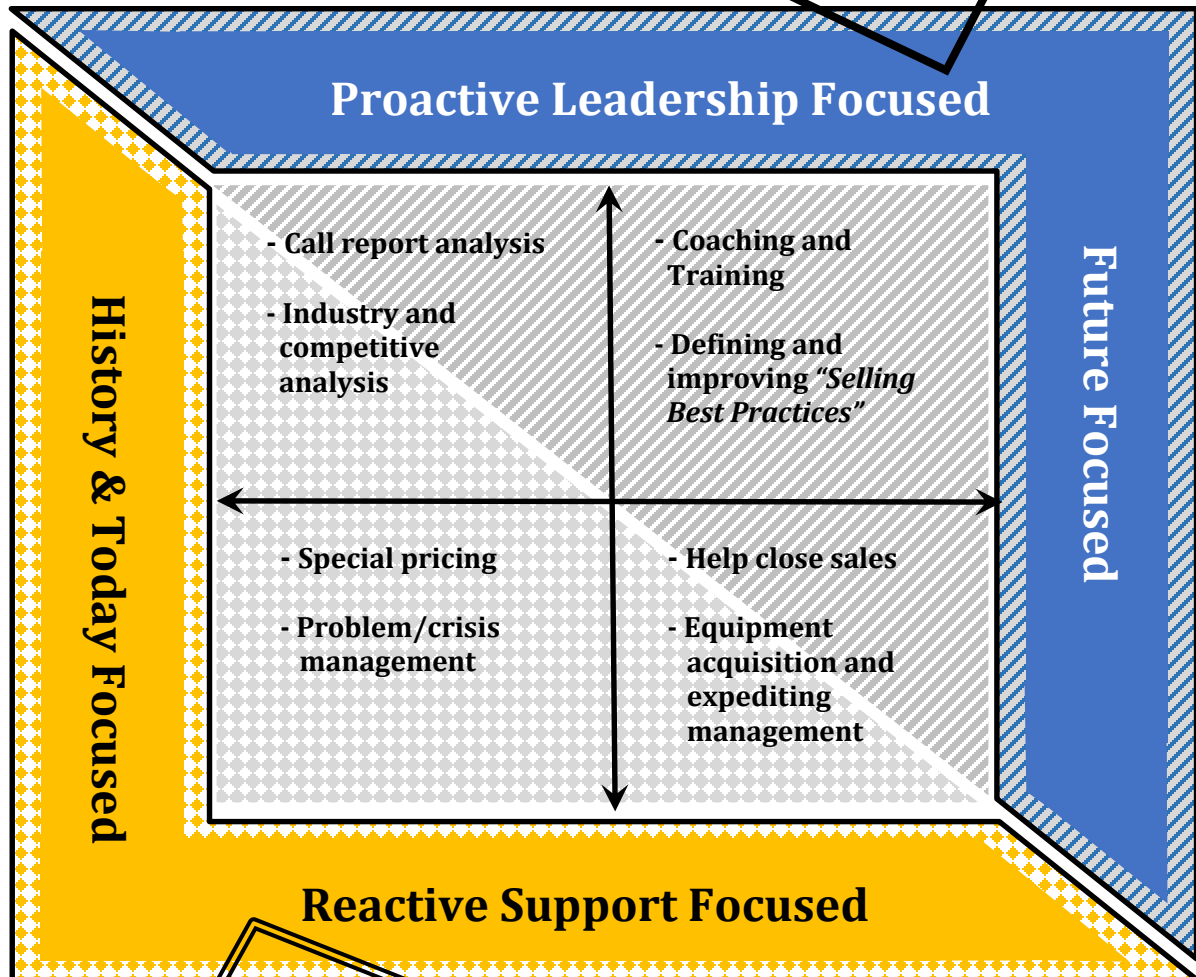 Proactive Leadership Focused
History & Today Focused
- Call report analysis
- Industry and
competitive
analysis
- Coaching and
Training
- Defining and
improving “Selling
Best Practices”
Future Focused
- Special pricing
- Problem/crisis
management
- Help close sales
- Equipment
acquisition and
expediting
management
Reactive Support Focused